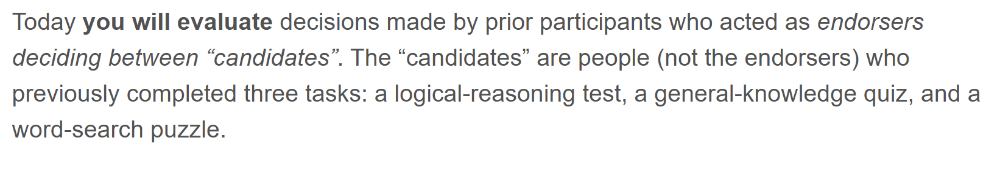 Today you will evaluate decisions made by prior participants who acted as endorsers
deciding between “candidates”. The “candidates” are people (not the endorsers) who
previously completed three tasks: a logical-reasoning test, a general-knowledge quiz, and a
word-search puzzle.